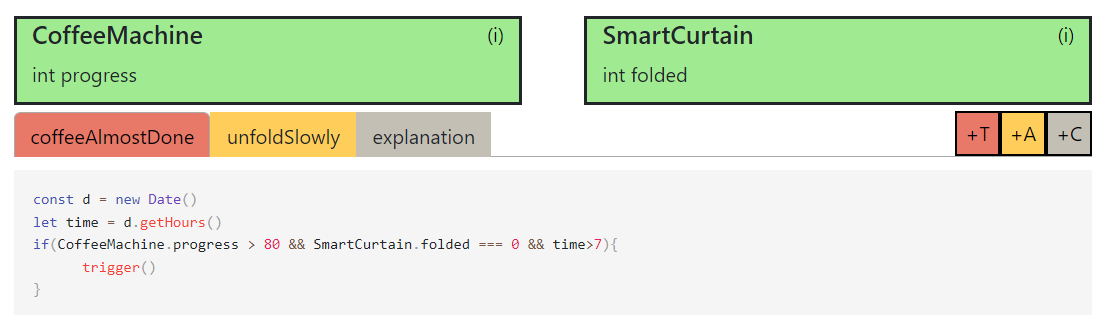 CoffeeMachine (i)
int progress
SmartCurtain (i)
int folded
coffeeAlmostDone unfoldSlowly explanation +T +A +C
const d = new Date()
let time = d.getHours()
if(CoffeeMachine.progress > 80 && SmartCurtain.folded === 0 && time>7){
trigger()
}